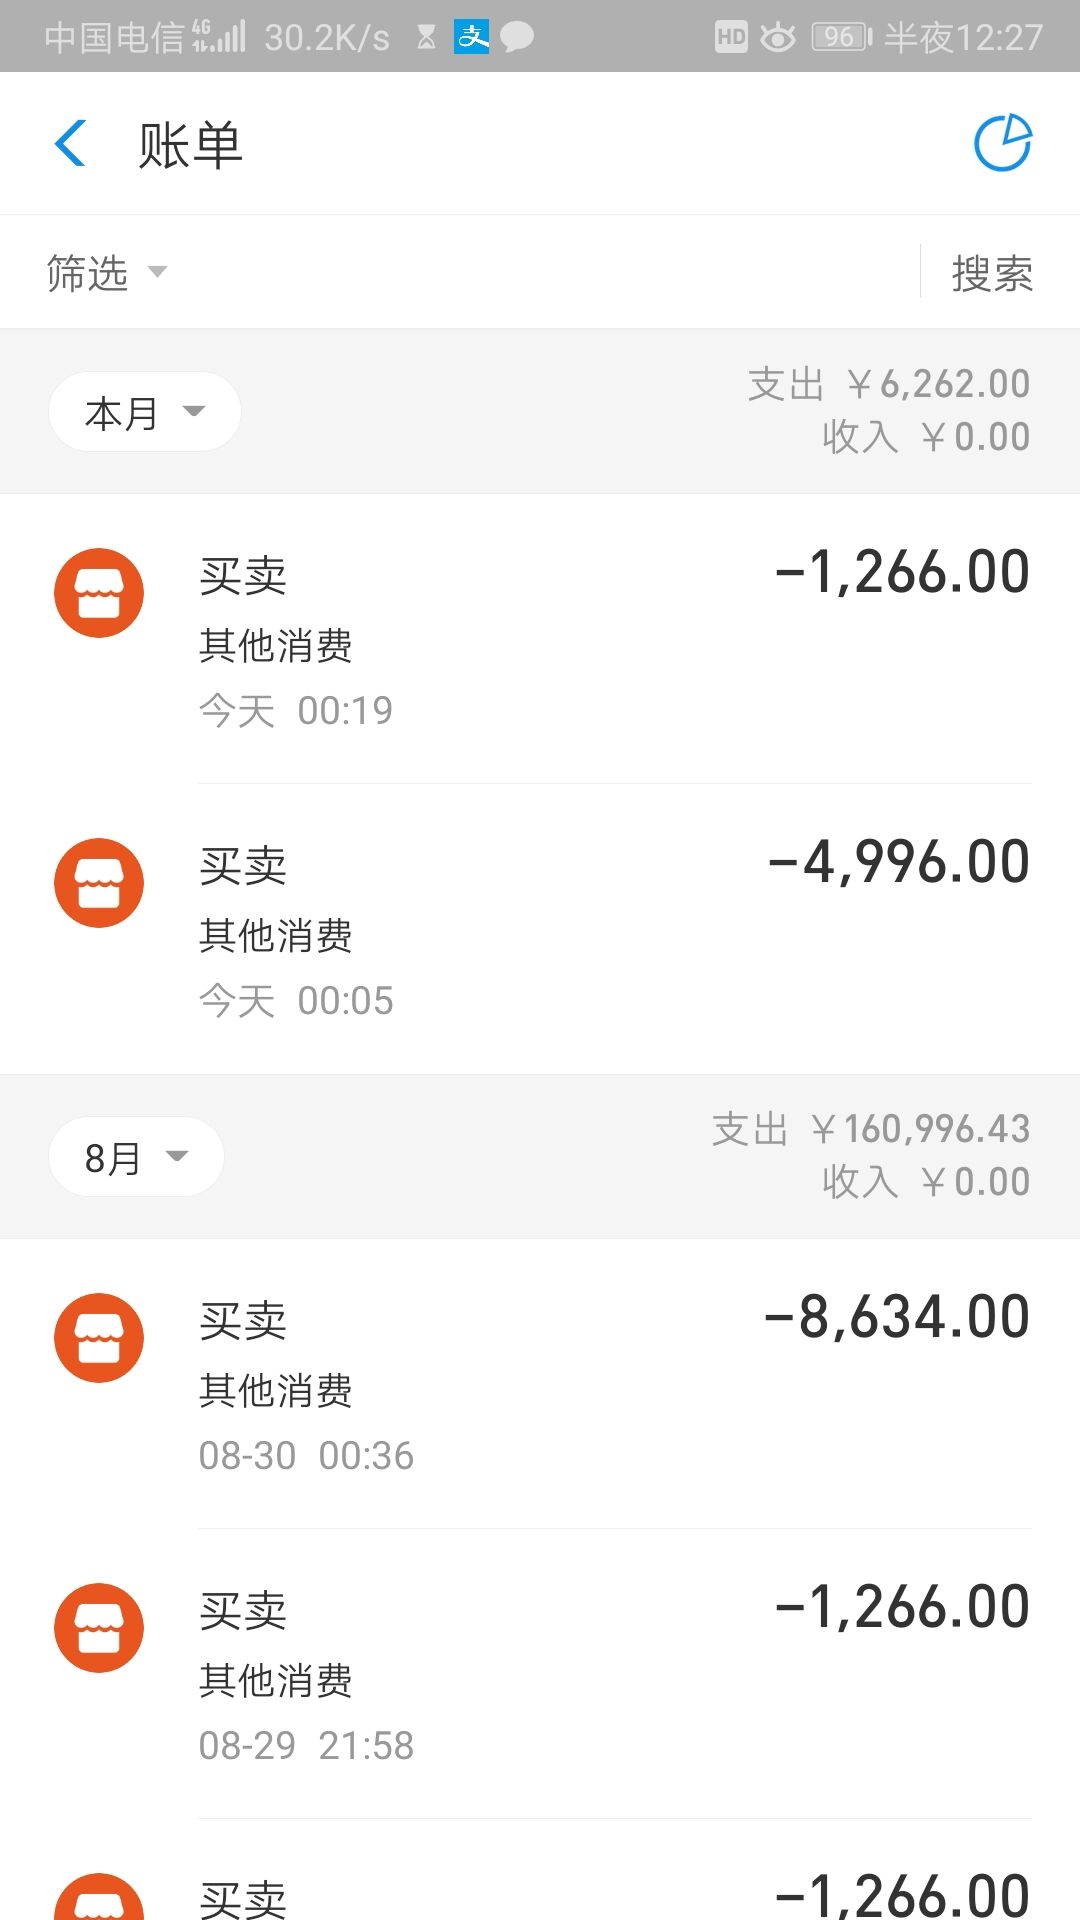 中国电信 4G 30.2K/s 支 HD 96 半夜12:27
账单
筛选 搜索
本月 支出 ￥6,262.00
收入 ￥0.00
买卖 -1,266.00
其他消费
今天 00:19
买卖 -4,996.00
其他消费
今天 00:05
8月 支出 ￥160,996.43
收入 ￥0.00
买卖 -8,634.00
其他消费
08-30 00:36
买卖 -1,266.00
其他消费
08-29 21:58
买卖 -1,266.00